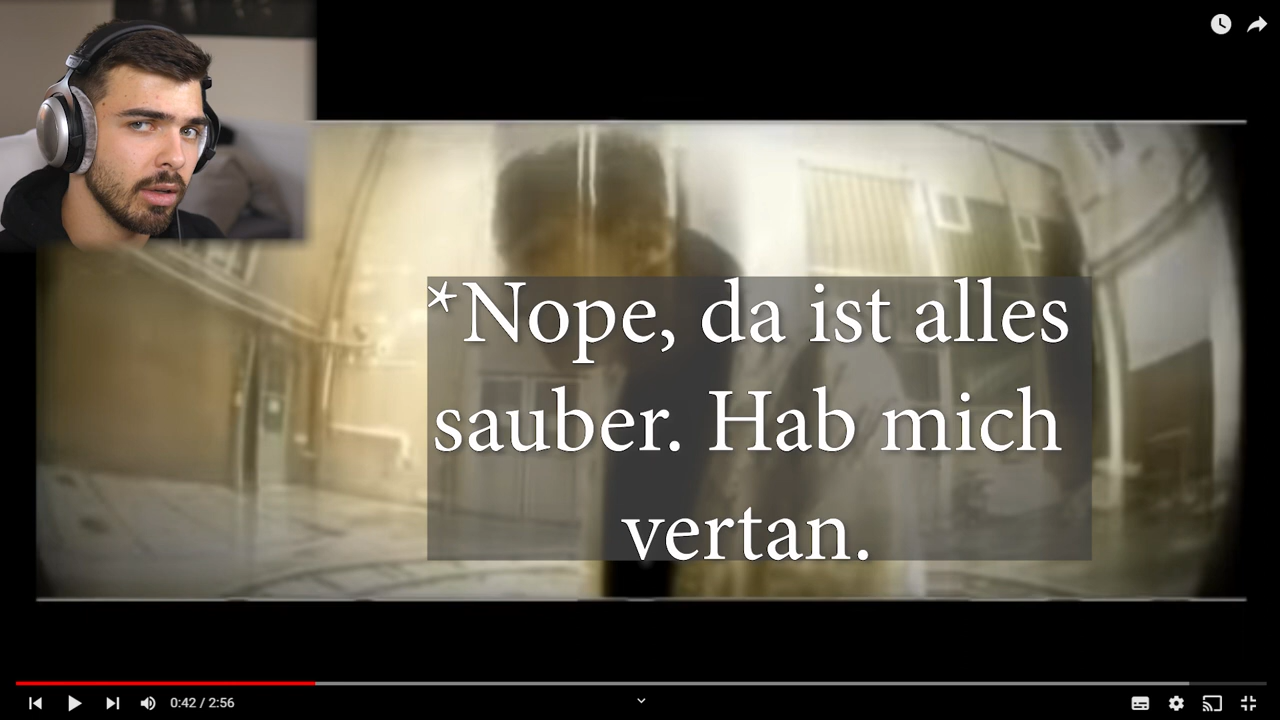 *Nope, da ist alles
sauber. Hab mich
vertan.
0:42 / 2:56